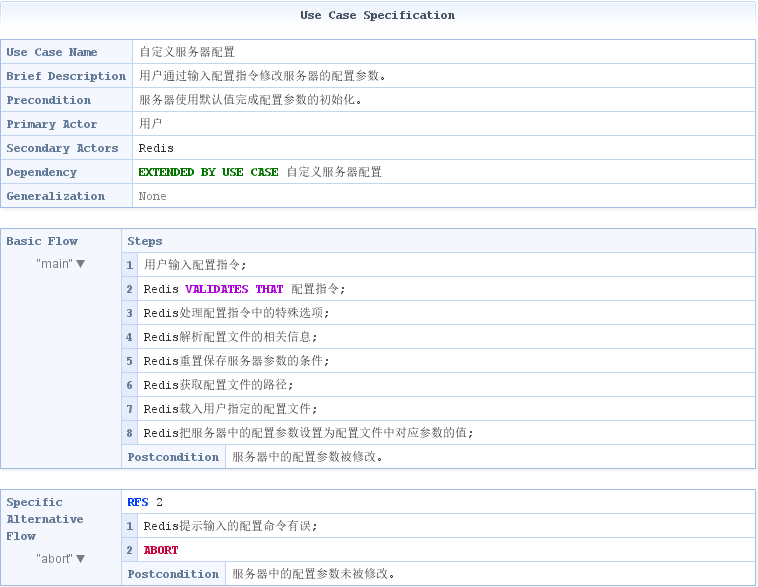 Use Case Specification
Use Case Name 自定义服务器配置
Brief Description 用户通过输入配置指令修改服务器的配置参数。
Precondition 服务器使用默认值完成配置参数的初始化。
Primary Actor 用户
Secondary Actors Redis
Dependency EXTENDED BY USE CASE 自定义服务器配置
Generalization None
Basic Flow Steps
"main" ▼
1 用户输入配置指令;
2 Redis VALIDATES THAT 配置指令;
3 Redis处理配置指令中的特殊选项;
4 Redis解析配置文件的相关信息;
5 Redis重置保存服务器参数的条件;
6 Redis获取配置文件的路径;
7 Redis载入用户指定的配置文件;
8 Redis把服务器中的配置参数设置为配置文件中对应参数的值;
Postcondition 服务器中的配置参数被修改。
Specific
Alternative
Flow
"abort" ▼
RFS 2
1 Redis提示输入的配置命令有误;
2 ABORT
Postcondition 服务器中的配置参数未被修改。